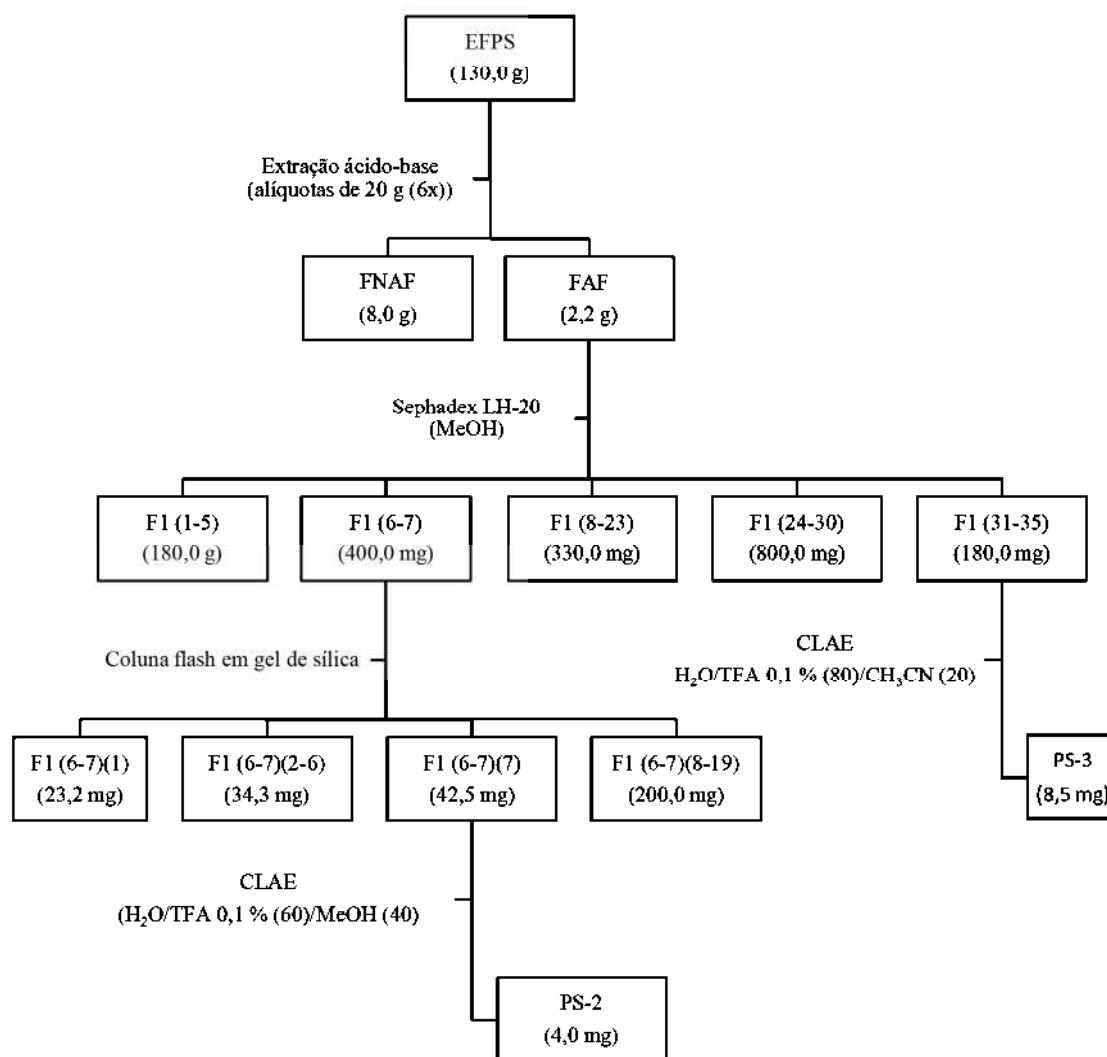 EFPS
(130,0 g)
Extração ácido-base
(alíquotas de 20 g (6x))
FNAF
(8,0 g)
FAF
(2,2 g)
Sephadex LH-20
(MeOH)
F1 (1-5)
(180,0 g)
F1 (6-7)
(400,0 mg)
F1 (8-23)
(330,0 mg)
F1 (24-30)
(800,0 mg)
F1 (31-35)
(180,0 mg)
Coluna flash em gel de sílica
CLAE
H₂O/TFA 0,1 % (80)/CH₃CN (20)
F1 (6-7)(1)
(23,2 mg)
F1 (6-7)(2-6)
(34,3 mg)
F1 (6-7)(7)
(42,5 mg)
F1 (6-7)(8-19)
(200,0 mg)
PS-3
(8,5 mg)
CLAE
(H₂O/TFA 0,1 % (60)/MeOH (40)
PS-2
(4,0 mg)